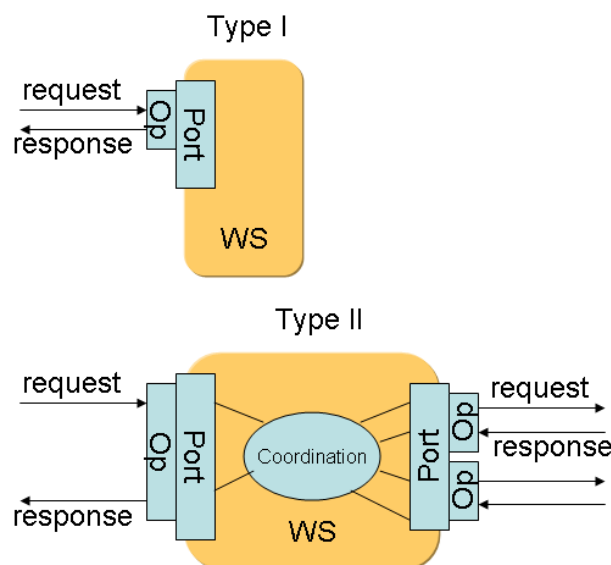 Type I
request
response
Op
Port
WS
Type II
request
response
Op
Port
Coordination
WS
Port
Op
Op
request
response